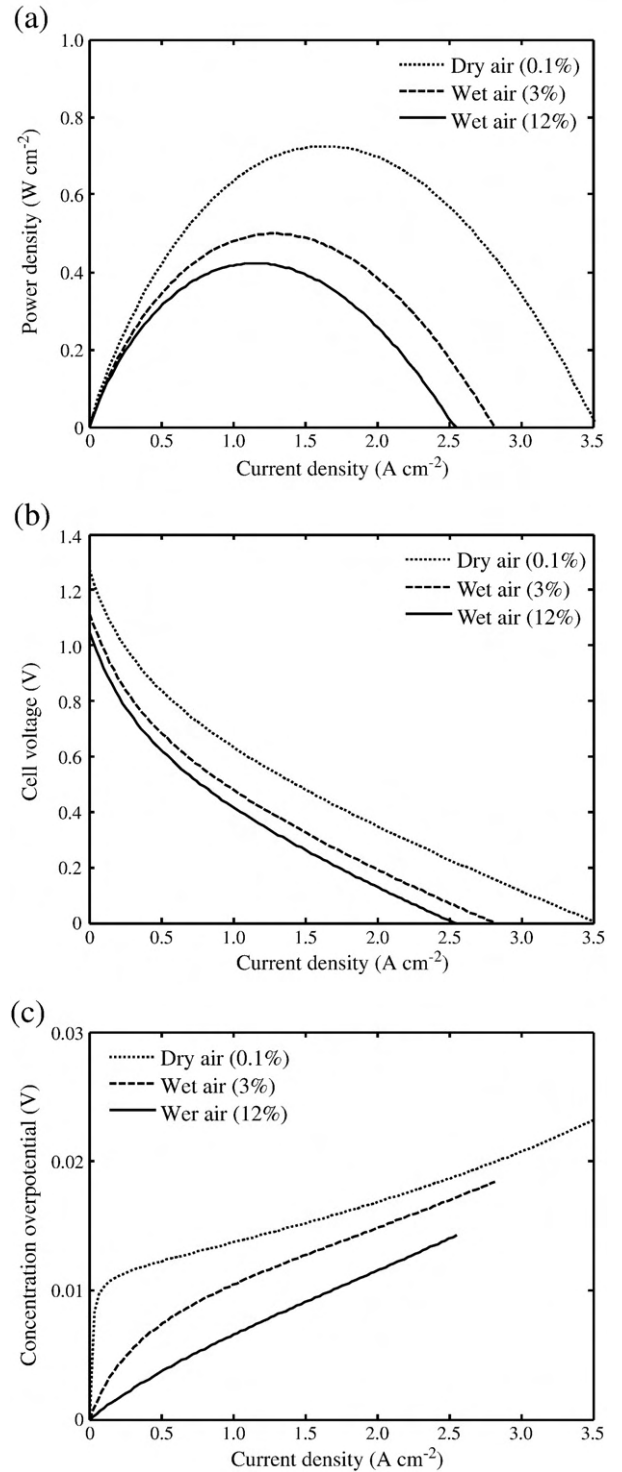 (a)
1.0
Dry air (0.1%)
Wet air (3%)
Wet air (12%)
0.8
0.6
0.4
0.2
0
Power density (W cm-2)
0 0.5 1.0 1.5 2.0 2.5 3.0 3.5
Current density (A cm-2)
(b)
1.4
Dry air (0.1%)
Wet air (3%)
Wet air (12%)
1.2
1.0
0.8
0.6
0.4
0.2
0
Cell voltage (V)
0 0.5 1.0 1.5 2.0 2.5 3.0 3.5
Current density (A cm-2)
(c)
0.03
Dry air (0.1%)
Wet air (3%)
Wer air (12%)
0.02
0.01
0
Concentration overpotential (V)
0 0.5 1.0 1.5 2.0 2.5 3.0 3.5
Current density (A cm-2)